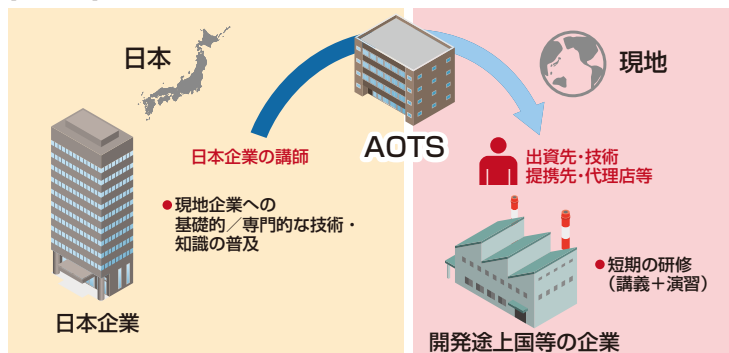 日本
現地
AOTS
日本企業の講師
出資先・技術
提携先・代理店等
●現地企業への
基礎的／専門的な技術・
知識の普及
●短期の研修
（講義＋演習）
日本企業
開発途上国等の企業